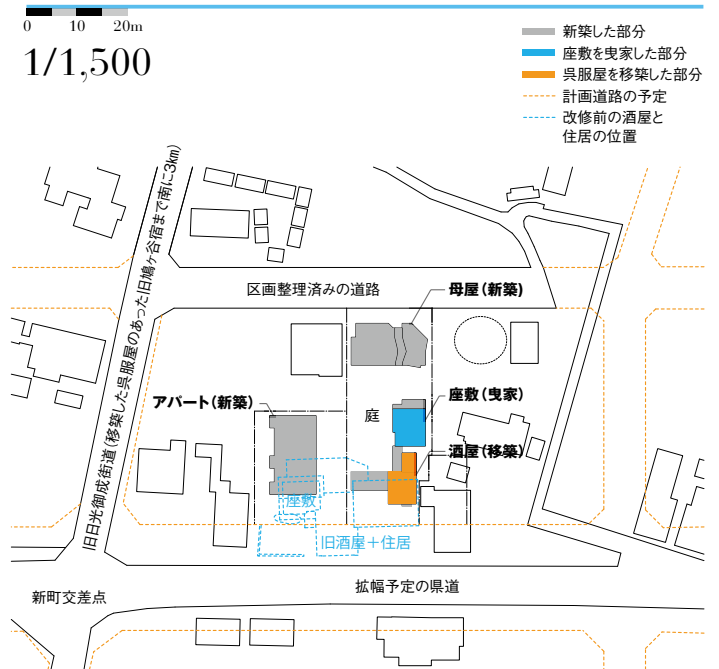 0 10 20m
1/1,500
新築した部分
座敷を曳家した部分
呉服屋を移築した部分
計画道路の予定
改修前の酒屋と
住居の位置
旧日光御成街道(移築した呉服屋のあった旧鳩ヶ谷宿まで南に3km)
区画整理済みの道路
母屋(新築)
アパート(新築)
庭
座敷(曳家)
酒屋(移築)
座敷
旧酒屋+住居
拡幅予定の県道
新町交差点